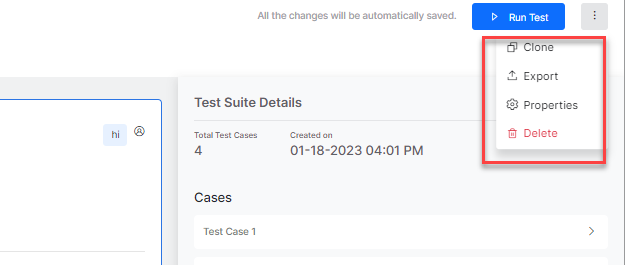 All the changes will be automatically saved.
Run Test
Clone
Export
Properties
Delete
hi
Test Suite Details
Total Test Cases
Created on
4
01-18-2023 04:01 PM
Cases
Test Case 1